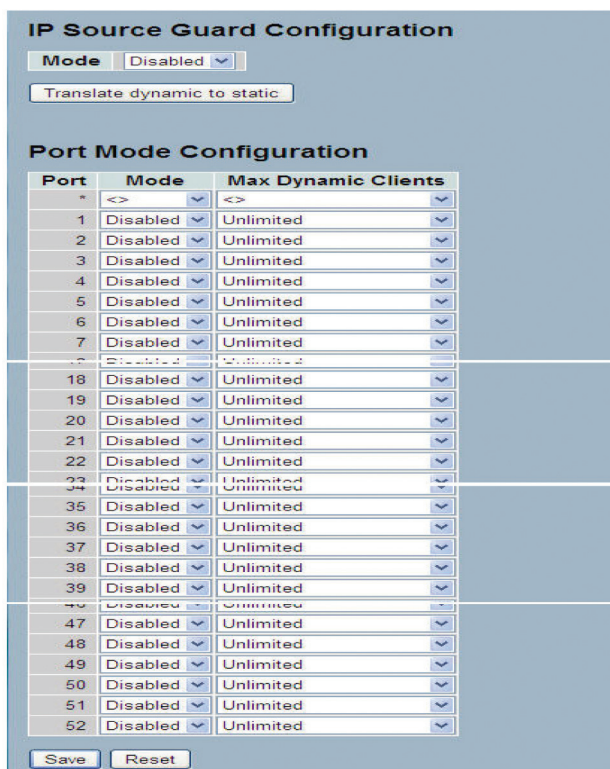 IP Source Guard Configuration
Mode Disabled
Translate dynamic to static
Port Mode Configuration
Port Mode Max Dynamic Clients
* <> <>
1 Disabled Unlimited
2 Disabled Unlimited
3 Disabled Unlimited
4 Disabled Unlimited
5 Disabled Unlimited
6 Disabled Unlimited
7 Disabled Unlimited
18 Disabled Unlimited
19 Disabled Unlimited
20 Disabled Unlimited
21 Disabled Unlimited
22 Disabled Unlimited
35 Disabled Unlimited
36 Disabled Unlimited
37 Disabled Unlimited
38 Disabled Unlimited
39 Disabled Unlimited
47 Disabled Unlimited
48 Disabled Unlimited
49 Disabled Unlimited
50 Disabled Unlimited
51 Disabled Unlimited
52 Disabled Unlimited
Save Reset